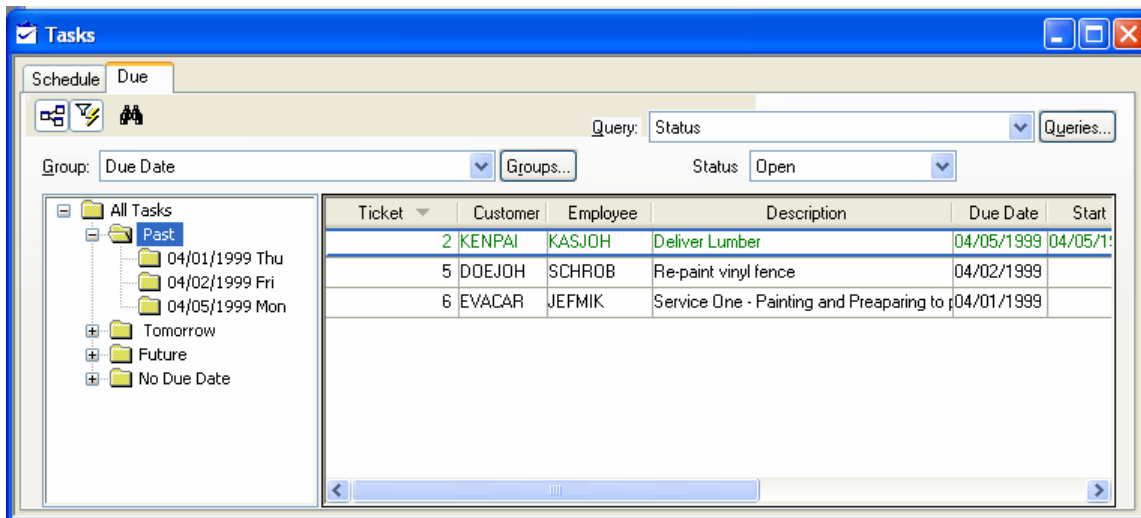 Tasks
Schedule Due
Query: Status Queries...
Group: Due Date Groups... Status Open
All Tasks
Past
04/01/1999 Thu
04/02/1999 Fri
04/05/1999 Mon
Tomorrow
Future
No Due Date
Ticket Customer Employee Description Due Date Start
2 KENPAI KASJOH Deliver Lumber 04/05/1999 04/05/1
5 DOEJOH SCHROB Re-paint vinyl fence 04/02/1999
6 EVACAR JEFMIK Service One - Painting and Preaparing to 04/01/1999